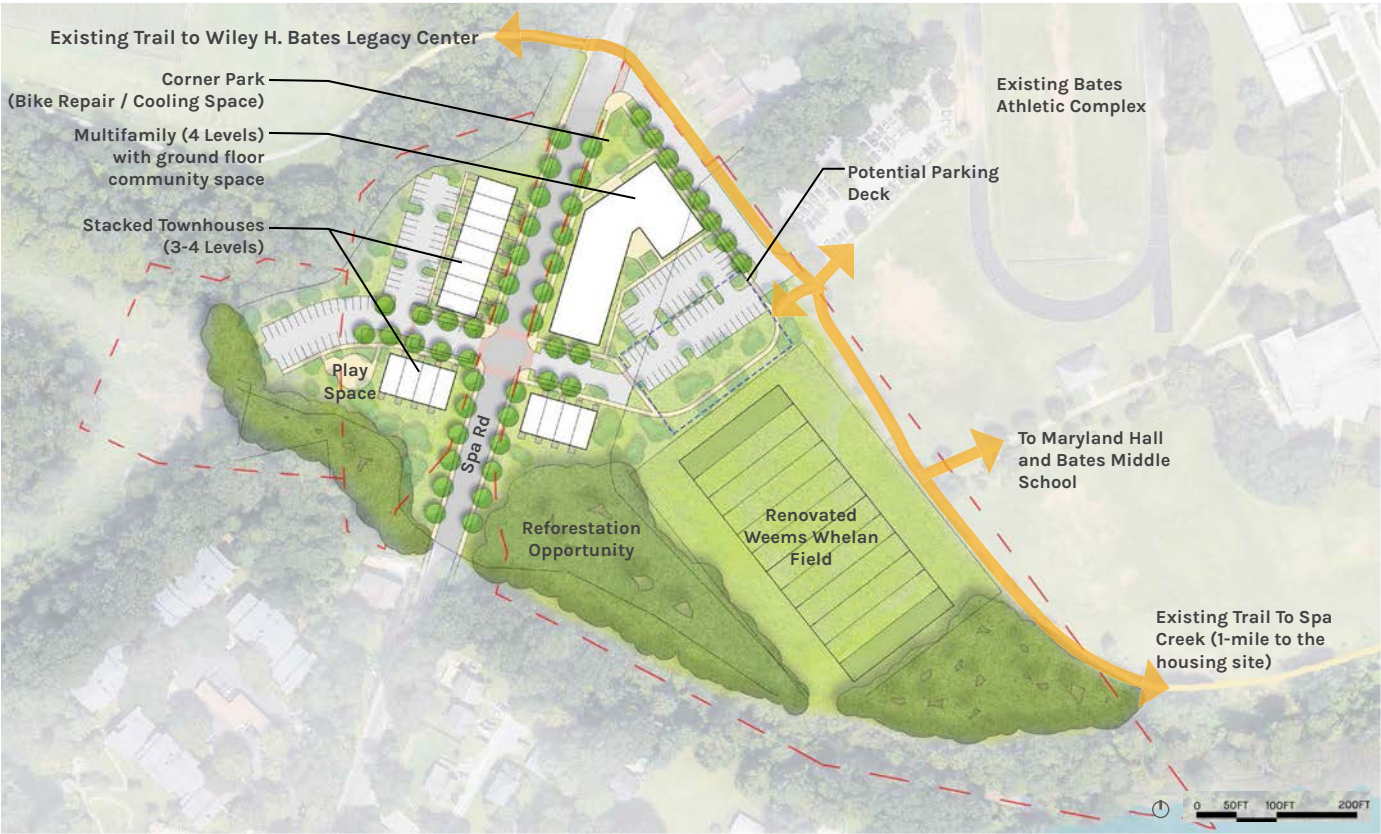 Existing Trail to Wiley H. Bates Legacy Center
Corner Park
(Bike Repair / Cooling Space)
Multifamily (4 Levels)
with ground floor
community space
Stacked Townhouses
(3-4 Levels)
Existing Bates
Athletic Complex
Potential Parking
Deck
Play
Space
Spa Rd
To Maryland Hall
and Bates Middle
School
Reforestation
Opportunity
Renovated
Weems Whelan
Field
Existing Trail To Spa
Creek (1-mile to the
housing site)
0 50FT 100FT 200FT